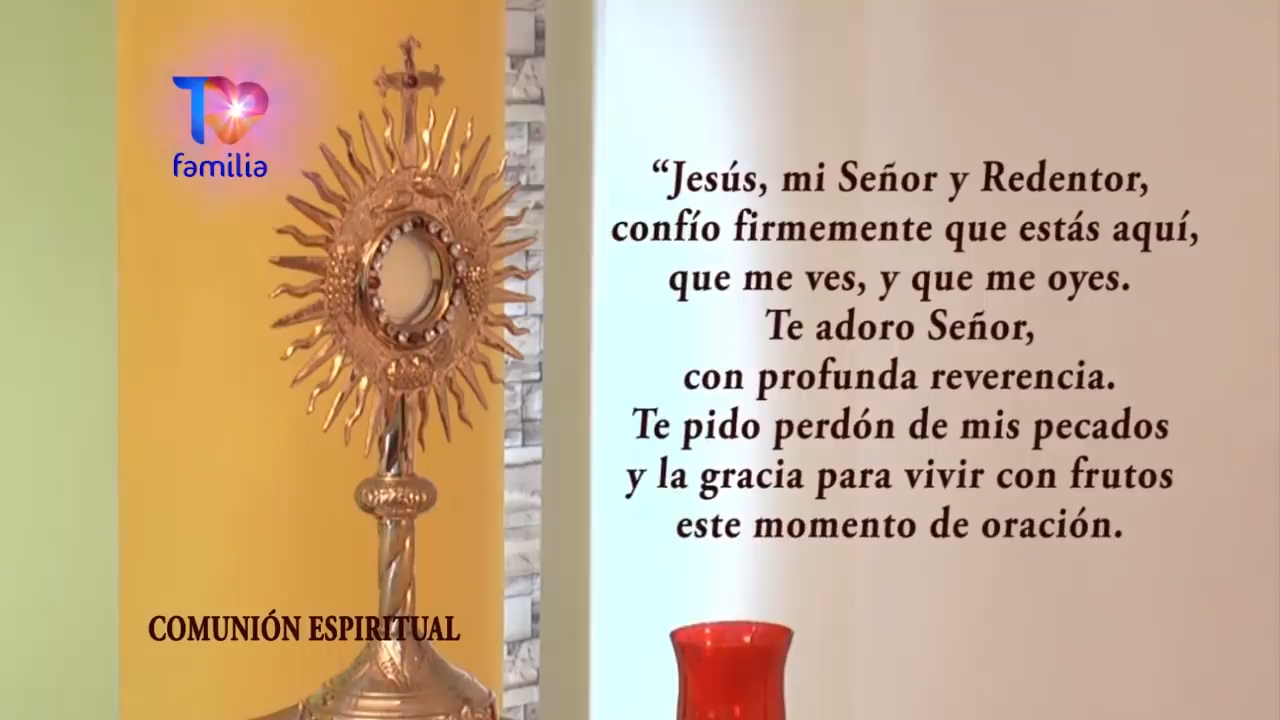 TV
familia
“Jesús, mi Señor y Redentor,
confío firmemente que estás aquí,
que me ves, y que me oyes.
Te adoro Señor,
con profunda reverencia.
Te pido perdón de mis pecados
y la gracia para vivir con frutos
este momento de oración.
COMUNIÓN ESPIRITUAL